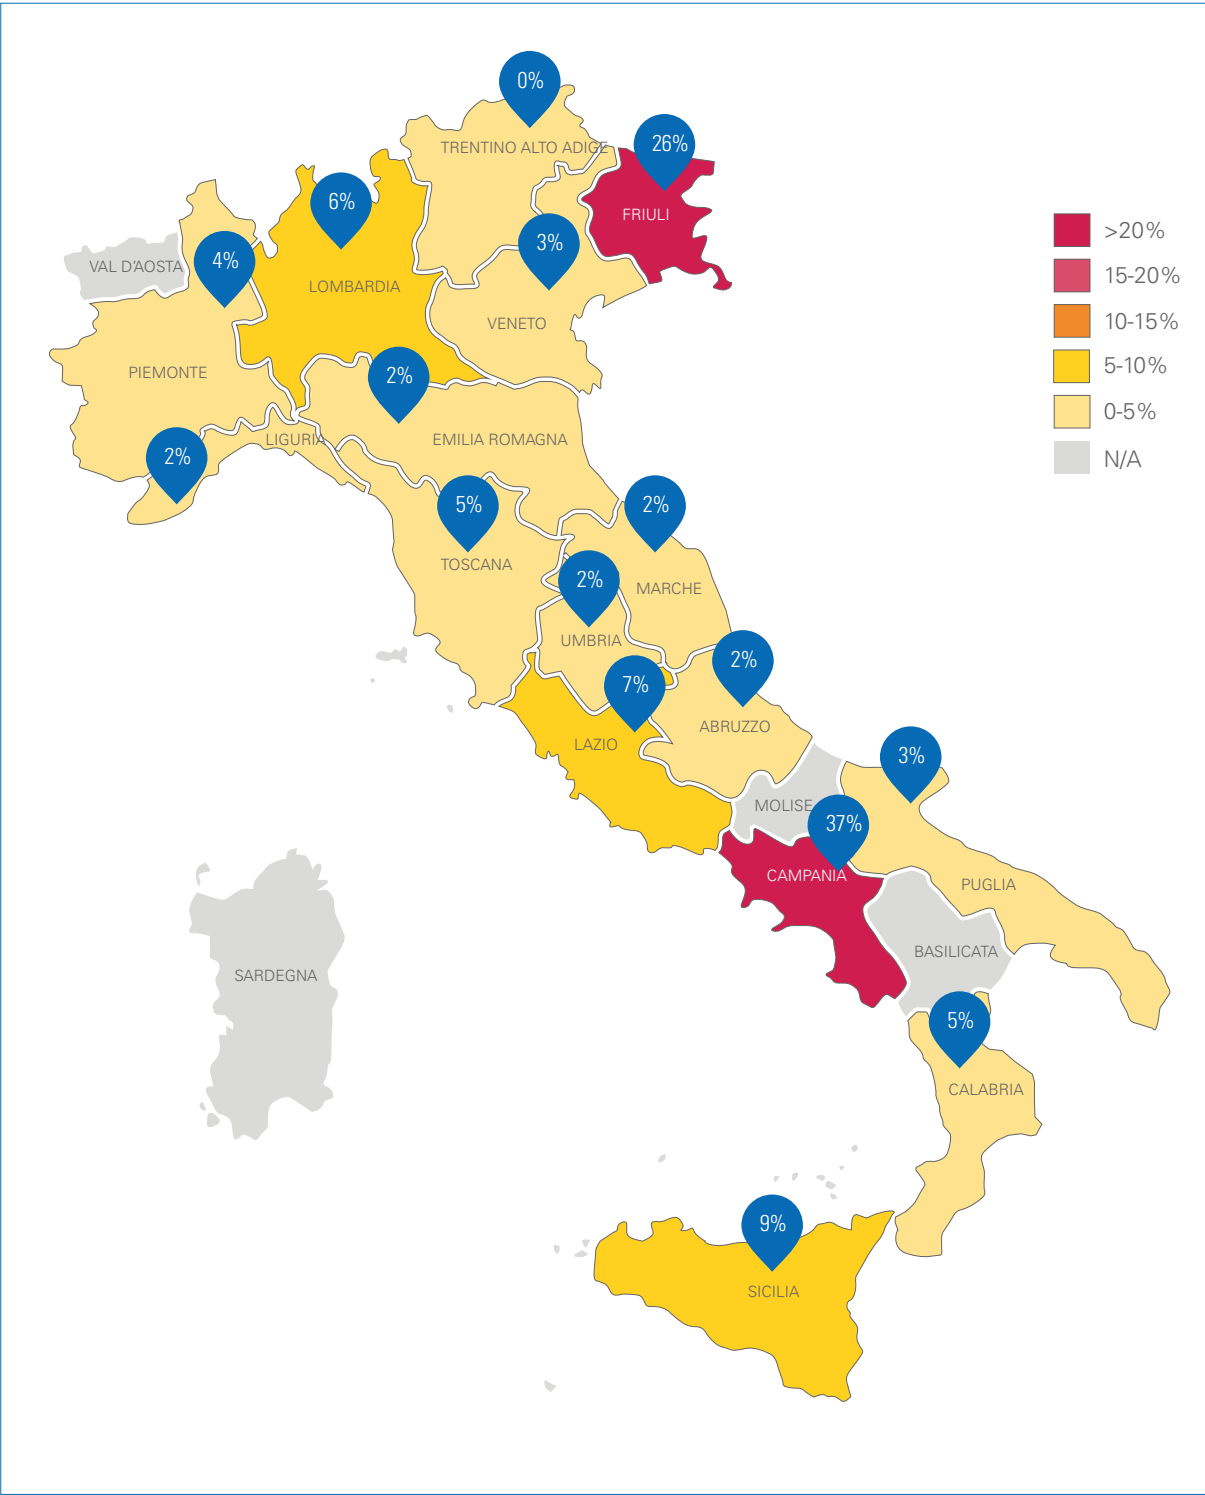 0%
TRENTINO ALTO ADIGE
26%
FRIULI
6%
LOMBARDIA
3%
VENETO
VAL D'AOSTA
4%
PIEMONTE
2%
EMILIA ROMAGNA
2%
LIGURIA
5%
TOSCANA
2%
MARCHE
2%
UMBRIA
7%
LAZIO
2%
ABRUZZO
MOLISE
3%
PUGLIA
37%
CAMPANIA
BASILICATA
SARDEGNA
5%
CALABRIA
9%
SICILIA
>20%
15-20%
10-15%
5-10%
0-5%
N/A